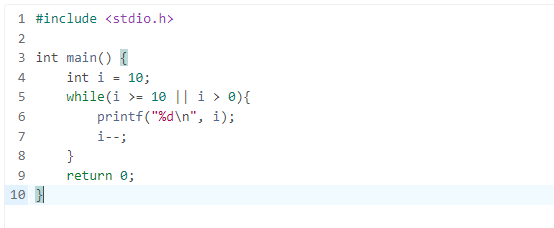 1 #include <stdio.h>
2
3 int main() {
4     int i = 10;
5     while(i >= 10 || i > 0){
6         printf("%d\n", i);
7         i--;
8     }
9     return 0;
10 }